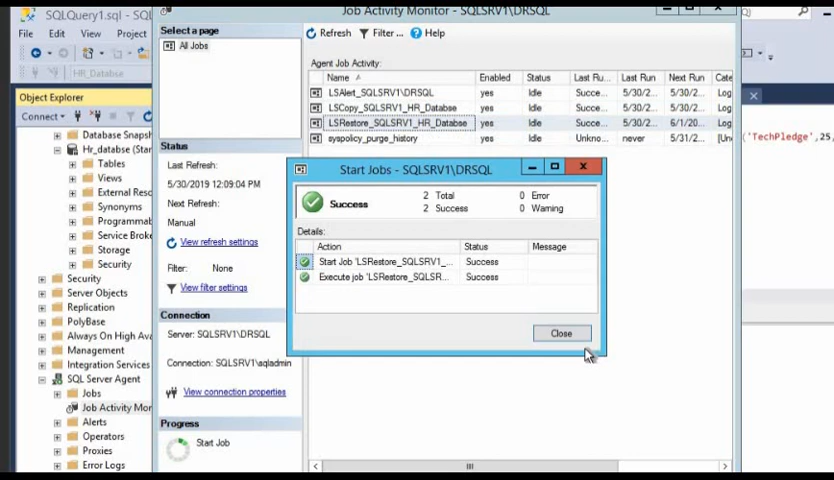 SQLQuery1.sql - SQL
Job Activity Monitor - SQLSRV1\DRSQL
File Edit View Project
HR_Databse
Object Explorer
Connect
Database Snapsh
Hr_databse (Stan
Tables
Views
External Reso
Synonyms
Programmab
Service Broke
Storage
Security
Security
Server Objects
Replication
PolyBase
Always On High Ava
Management
Integration Services
SQL Server Agent
Jobs
Job Activity Mor
Alerts
Operators
Proxies
Error Logs
Select a page
All Jobs
Status
Last Refresh:
5/30/2019 12:09:04 PM
Next Refresh:
Manual
View refresh settings
Filter: None
View filter settings
Connection
Server: SQLSRV1\DRSQL
Connection: SQLSRV1\sqladmin
View connection properties
Progress
Start Job
Refresh Filter ... Help
Agent Job Activity:
Name Enabled Status Last Ru... Last Run Next Run Cate
LSAlert_SQLSRV1\DRSQL yes Idle Succe... 5/30/2... 5/30/2... Log
LSCopy_SQLSRV1_HR_Databse yes Idle Succe... 5/30/2... 5/30/2... Log
LSRestore_SQLSRV1_HR_Databse yes Idle Succe... 5/30/2... 6/1/20... Log
syspolicy_purge_history yes Idle Unkno... never 5/31/2... [Un
Start Jobs - SQLSRV1\DRSQL
Success
2 Total 0 Error
2 Success 0 Warning
Details:
Action Status Message
Start Job 'LSRestore_SQLSRV1_... Success
Execute job 'LSRestore_SQLSR... Success
Close
('TechPledge',25,